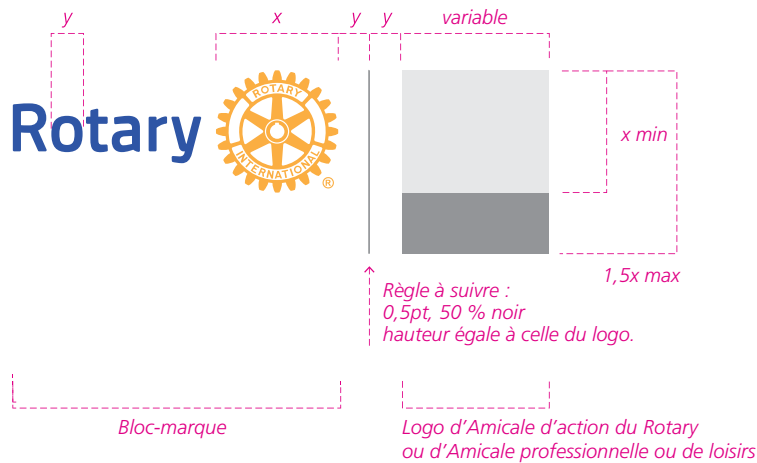 y
x
y
y
variable
Rotary
ROTARY
INTERNATIONAL
®
x min
1,5x max
Règle à suivre :
0,5pt, 50 % noir
hauteur égale à celle du logo.
Bloc-marque
Logo d’Amicale d’action du Rotary
ou d’Amicale professionnelle ou de loisirs